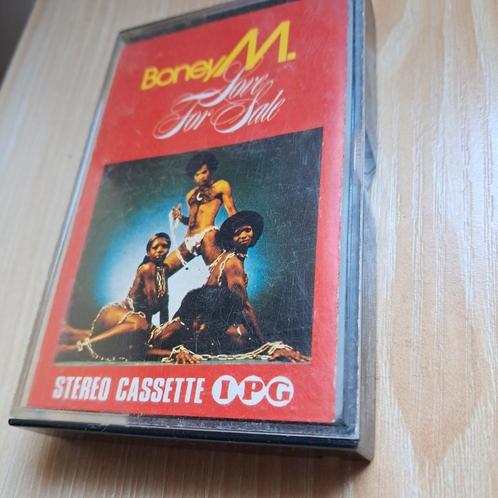 Boney M.
Love
For Sale
STEREO CASSETTE IPG